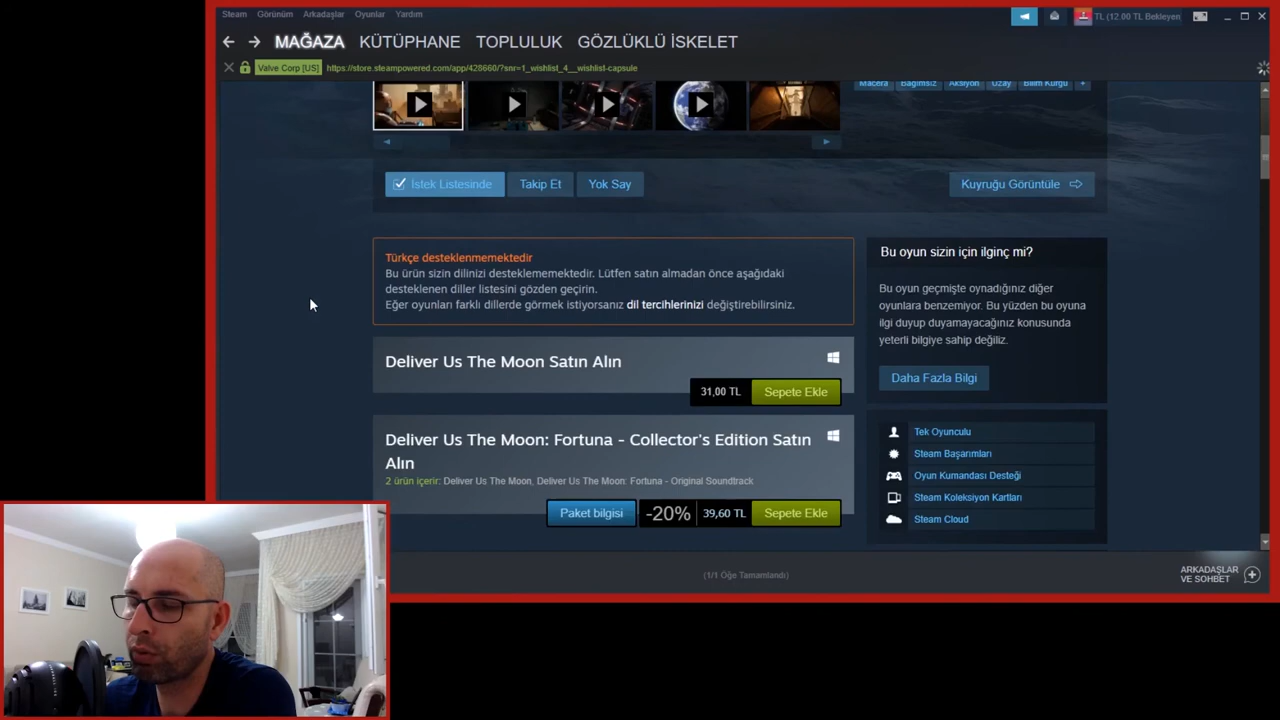 Steam Görünüm Arkadaşlar Oyunlar Yardım
TL (12.00 TL Bekleyen
MAĞAZA KÜTÜPHANE TOPLULUK GÖZLÜKLÜ İSKELET
Valve Corp [US] https://store.steampowered.com/app/428660/?snr=1_wishlist_4__wishlist-capsule
Macera Bağımsız Aksiyon Uzay Bilim Kurgu +
İstek Listesinde Takip Et Yok Say Kuyruğu Görüntüle
Türkçe desteklenmemektedir
Bu ürün sizin dilinizi desteklememektedir. Lütfen satın almadan önce aşağıdaki
desteklenen diller listesini gözden geçirin.
Eğer oyunları farklı dillerde görmek istiyorsanız dil tercihlerinizi değiştirebilirsiniz.
Deliver Us The Moon Satın Alın
31,00 TL Sepete Ekle
Deliver Us The Moon: Fortuna - Collector's Edition Satın
Alın
2 ürün içerir: Deliver Us The Moon, Deliver Us The Moon: Fortuna - Original Soundtrack
Paket bilgisi -20% 39,60 TL Sepete Ekle
Bu oyun sizin için ilginç mi?
Bu oyun geçmişte oynadığınız diğer
oyunlara benzemiyor. Bu yüzden bu oyuna
ilgi duyup duyamayacağınız konusunda
yeterli bilgiye sahip değiliz.
Daha Fazla Bilgi
Tek Oyunculu
Steam Başarımları
Oyun Kumandası Desteği
Steam Koleksiyon Kartları
Steam Cloud
(1/1 Öğe Tamamlandı)
ARKADAŞLAR
VE SOHBET